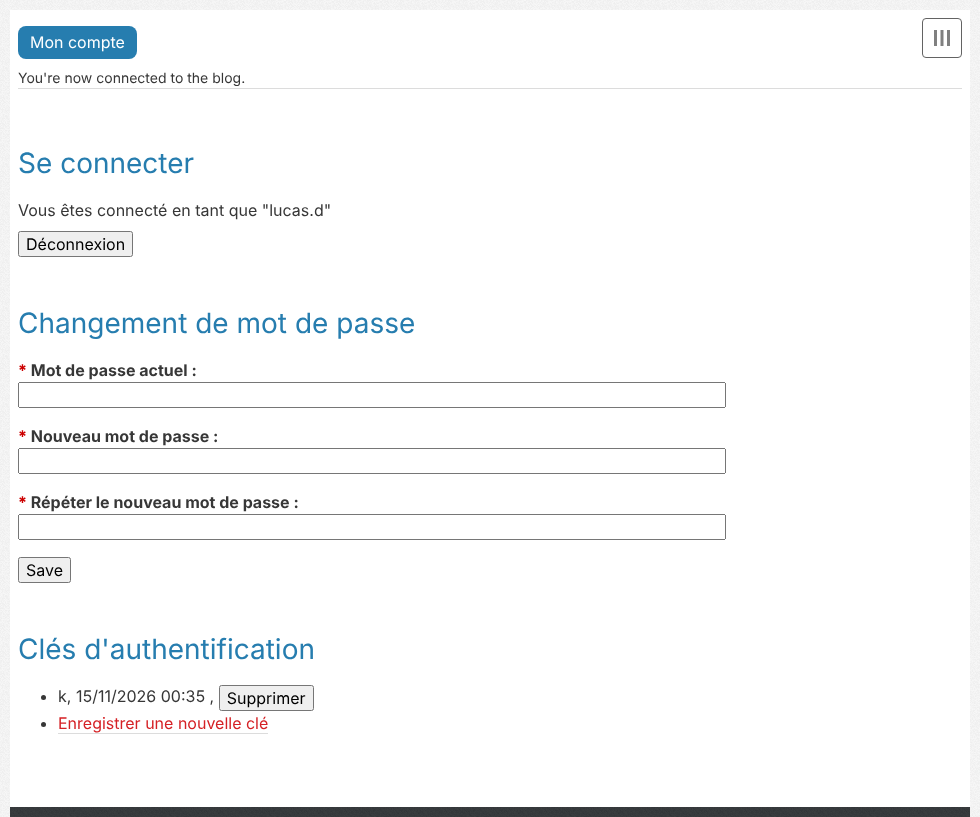 Mon compte
You're now connected to the blog.
Se connecter
Vous êtes connecté en tant que "lucas.d"
Déconnexion
Changement de mot de passe
* Mot de passe actuel :
* Nouveau mot de passe :
* Répéter le nouveau mot de passe :
Save
Clés d'authentification
k, 15/11/2026 00:35 , Supprimer
Enregistrer une nouvelle clé